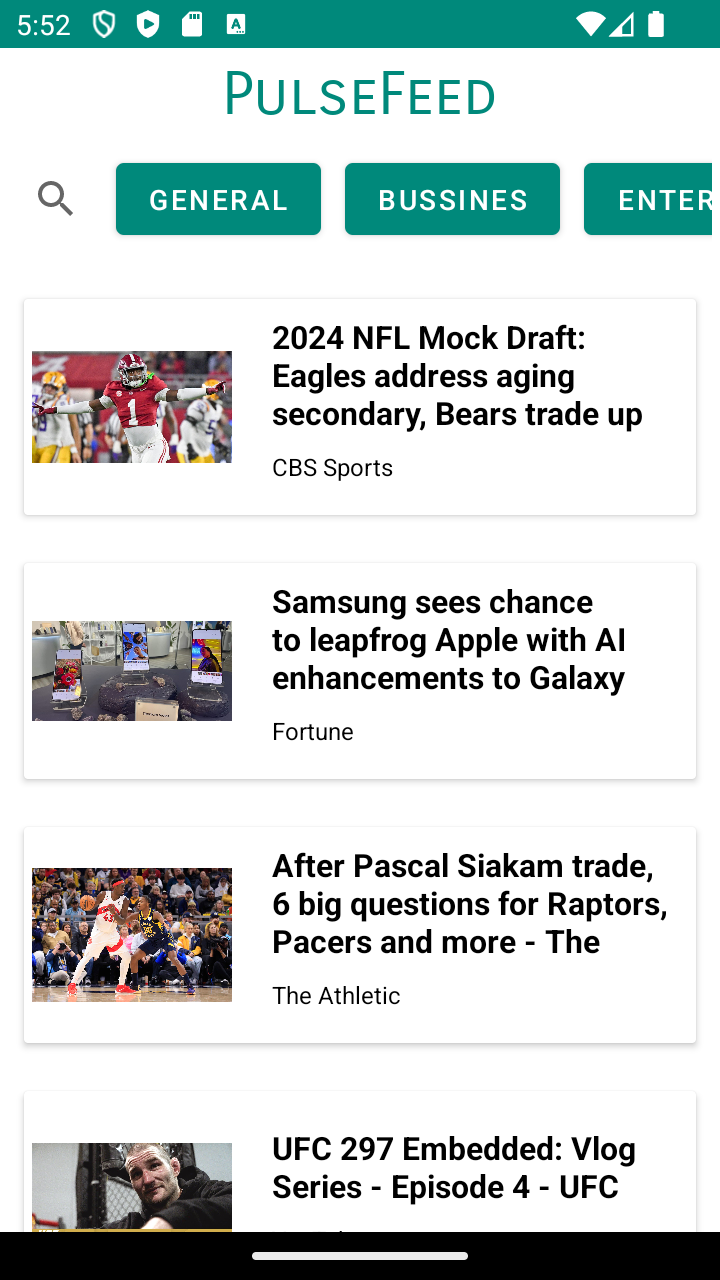 5:52
PulseFeed
GENERAL
BUSSINES
ENTER
2024 NFL Mock Draft:
Eagles address aging
secondary, Bears trade up
CBS Sports
Samsung sees chance
to leapfrog Apple with AI
enhancements to Galaxy
Fortune
After Pascal Siakam trade,
6 big questions for Raptors,
Pacers and more - The
The Athletic
UFC 297 Embedded: Vlog
Series - Episode 4 - UFC